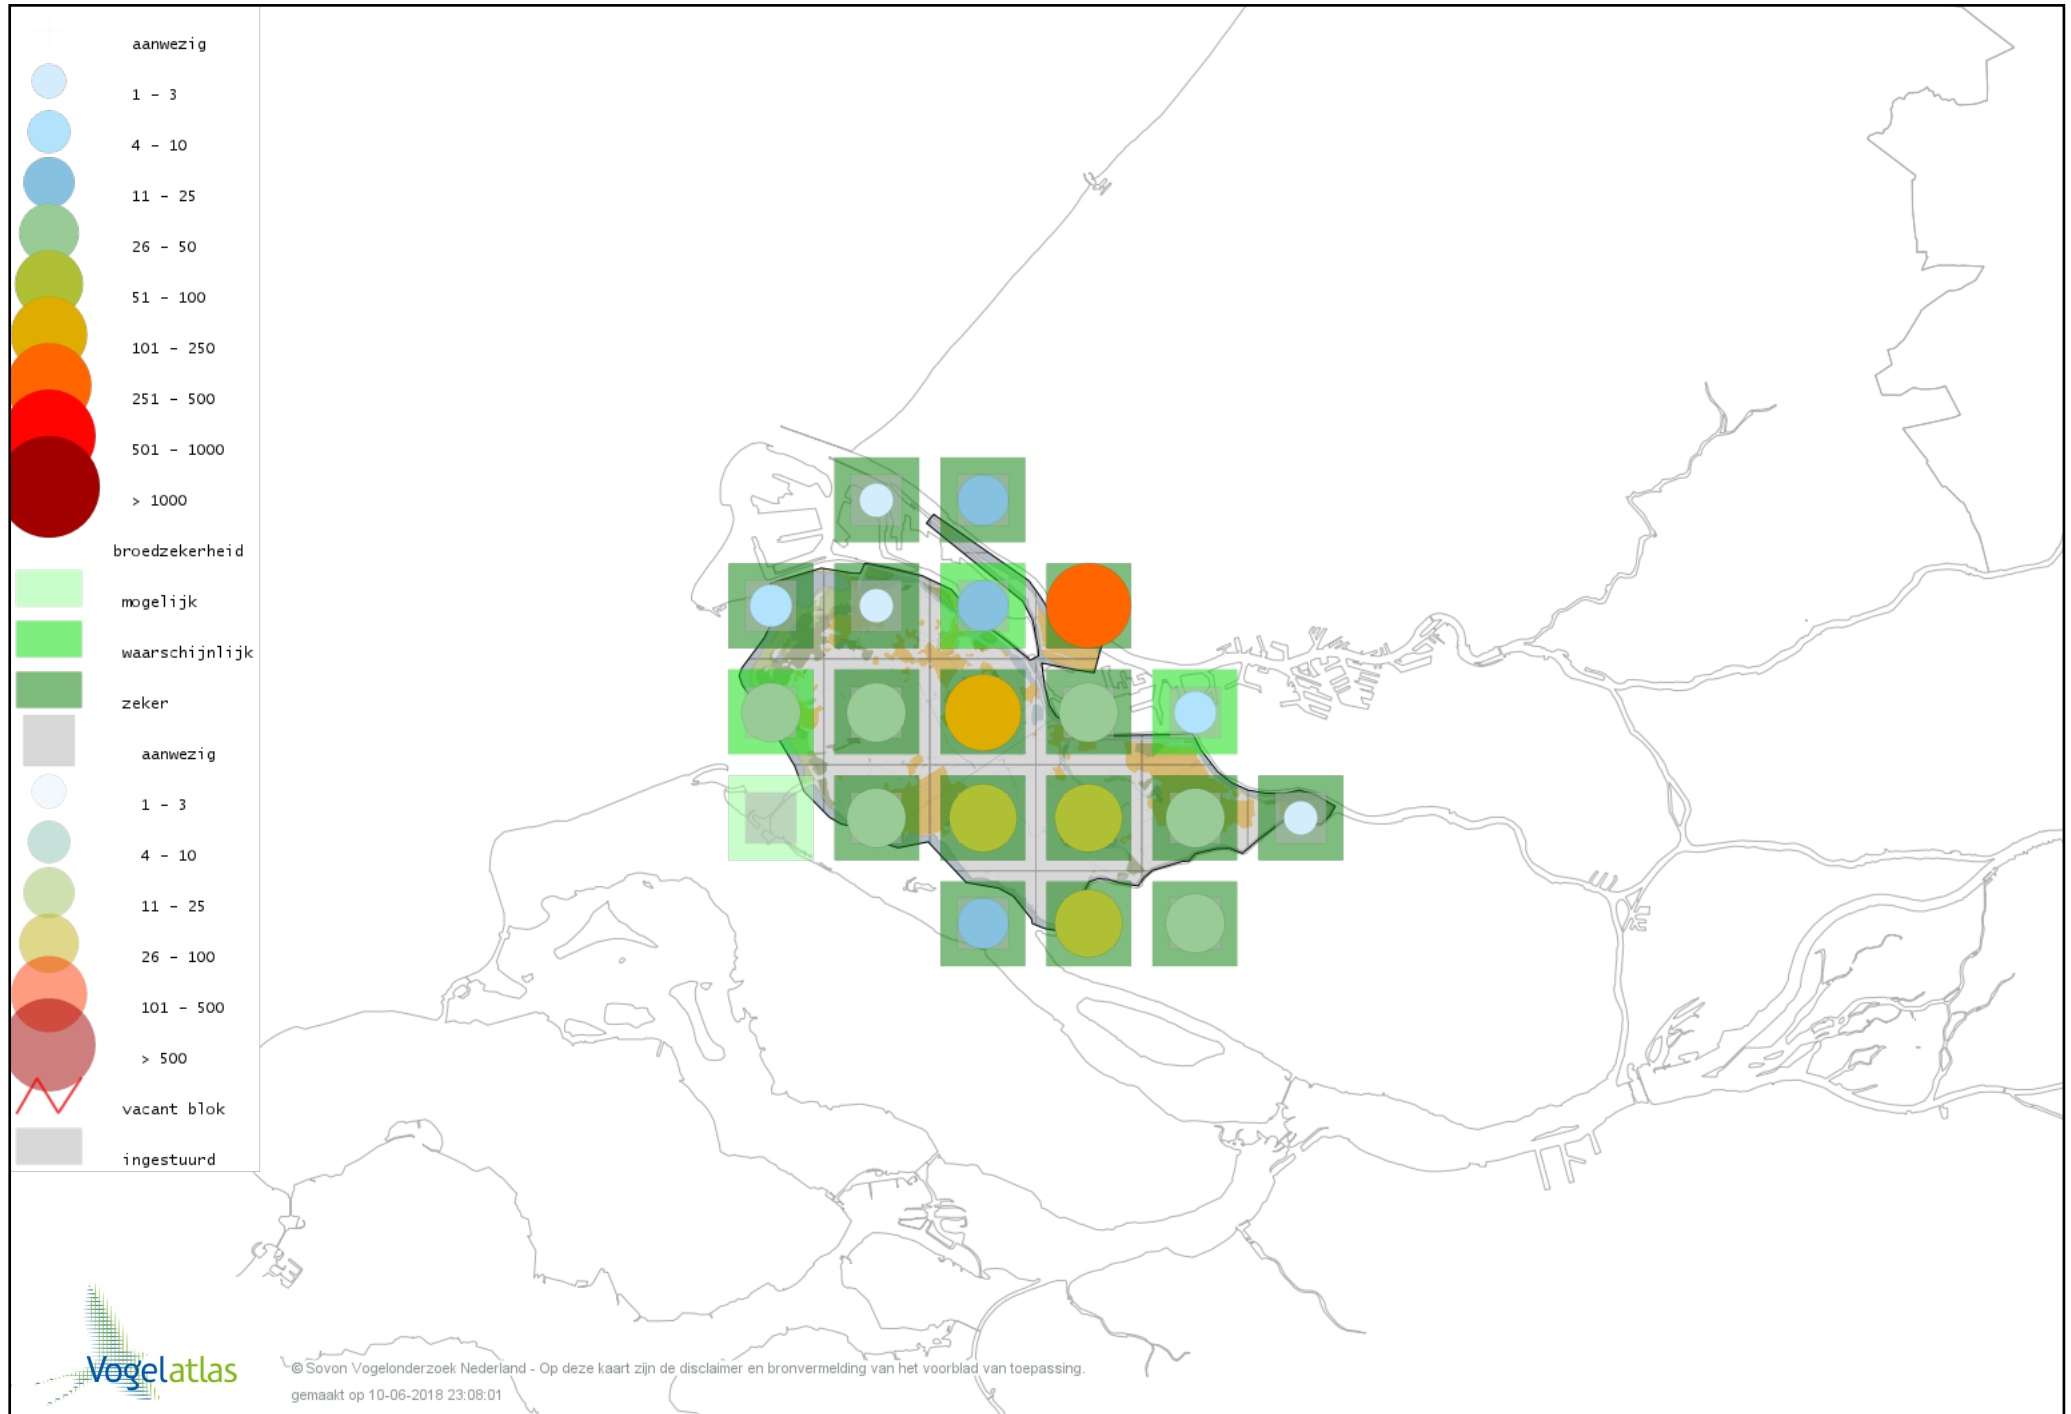 aanwezig
1 - 3
4 - 10
11 - 25
26 - 50
51 - 100
101 - 250
251 - 500
501 - 1000
> 1000
broedzekerheid
mogelijk
waarschijnlijk
zeker
aanwezig
1 - 3
4 - 10
11 - 25
26 - 100
101 - 500
> 500
vacant blok
ingestuurd
Vogelatlas
© Sovon Vogelonderzoek Nederland - Op deze kaart zijn de disclaimer en bronvermelding van het voorblad van toepassing.
gemaakt op 10-06-2018 23:08:01